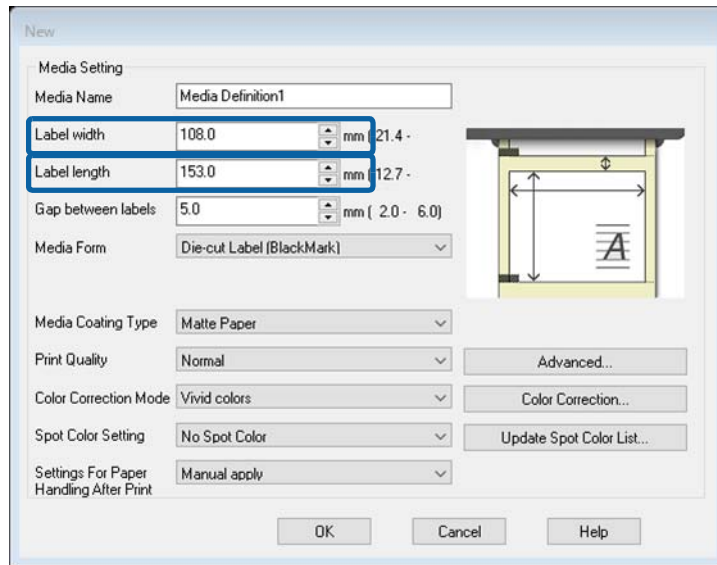 New
Media Setting
Media Name Media Definition1
Label width 108.0 mm ( 21.4 -
Label length 153.0 mm ( 12.7 -
Gap between labels 5.0 mm ( 2.0 - 6.0)
Media Form Die-cut Label (BlackMark)
A
Media Coating Type Matte Paper
Print Quality Normal Advanced...
Color Correction Mode Vivid colors Color Correction...
Spot Color Setting No Spot Color Update Spot Color List...
Settings For Paper Manual apply
Handling After Print
OK Cancel Help